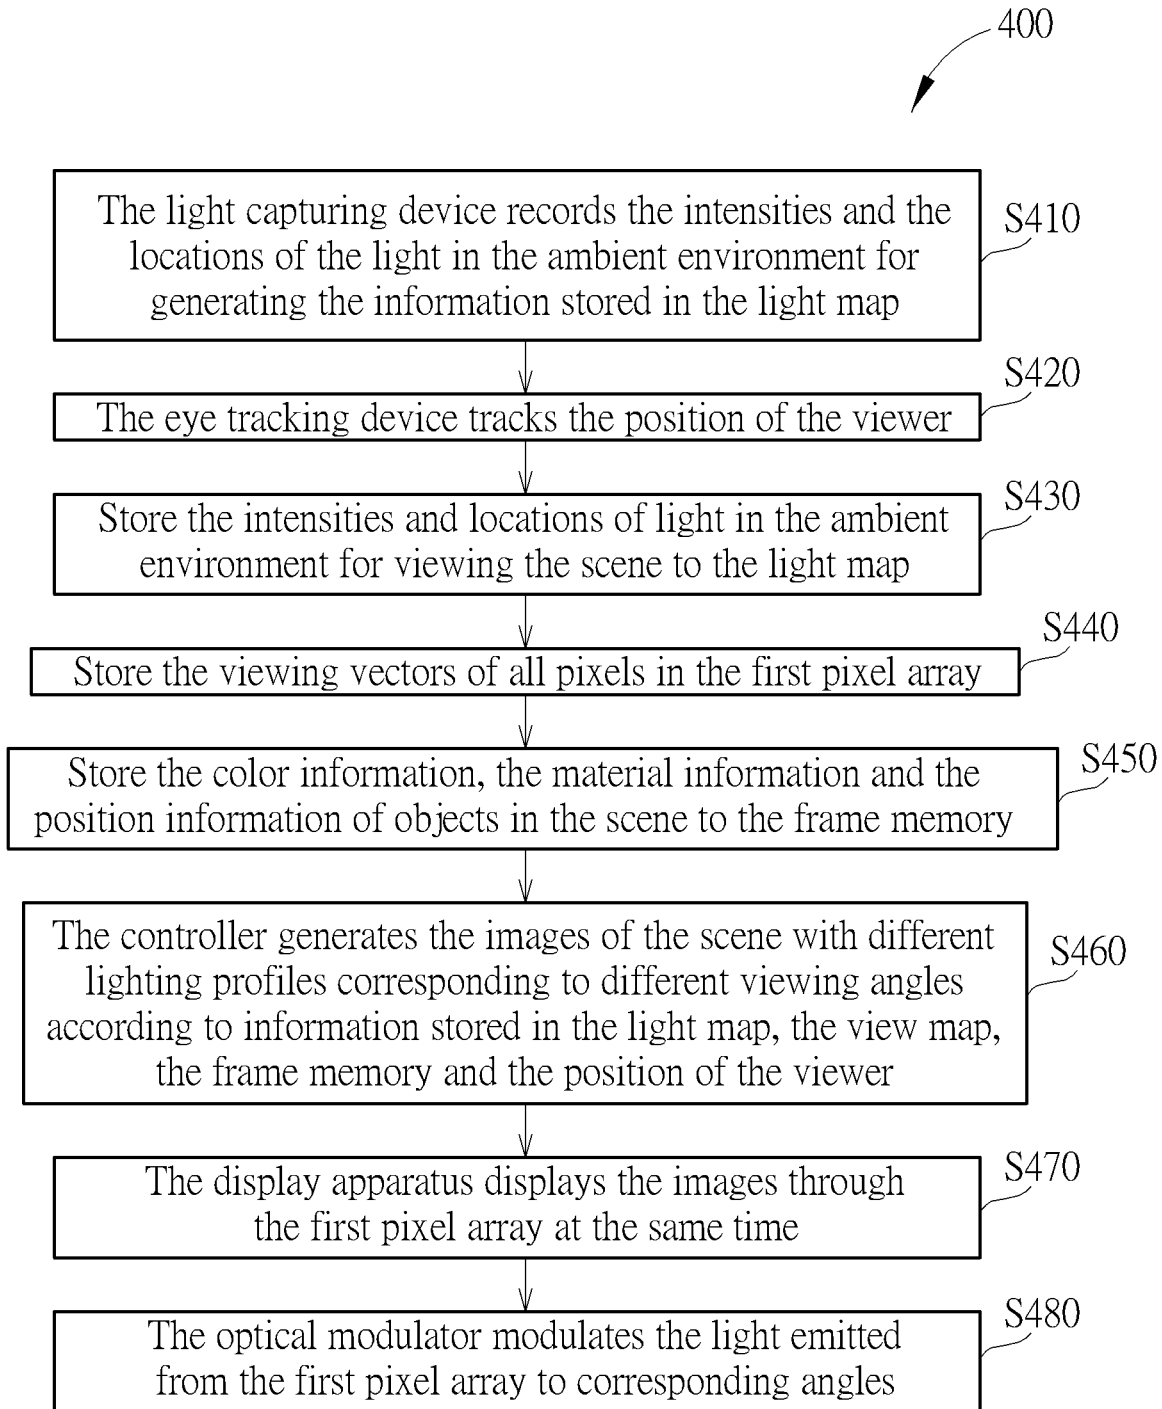 400
The light capturing device records the intensities and the
locations of the light in the ambient environment for
generating the information stored in the light map
S410
The eye tracking device tracks the position of the viewer
S420
Store the intensities and locations of light in the ambient
environment for viewing the scene to the light map
S430
Store the viewing vectors of all pixels in the first pixel array
S440
Store the color information, the material information and the
position information of objects in the scene to the frame memory
S450
The controller generates the images of the scene with different
lighting profiles corresponding to different viewing angles
according to information stored in the light map, the view map,
the frame memory and the position of the viewer
S460
The display apparatus displays the images through
the first pixel array at the same time
S470
The optical modulator modulates the light emitted
from the first pixel array to corresponding angles
S480